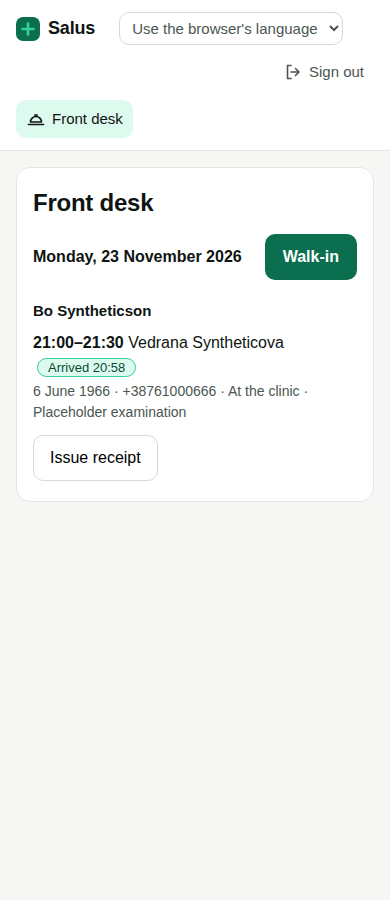 Salus
Use the browser's language
Sign out
Front desk
Front desk
Monday, 23 November 2026
Walk-in
Bo Syntheticson
21:00–21:30 Vedrana Syntheticova
Arrived 20:58
6 June 1966 · +38761000666 · At the clinic ·
Placeholder examination
Issue receipt